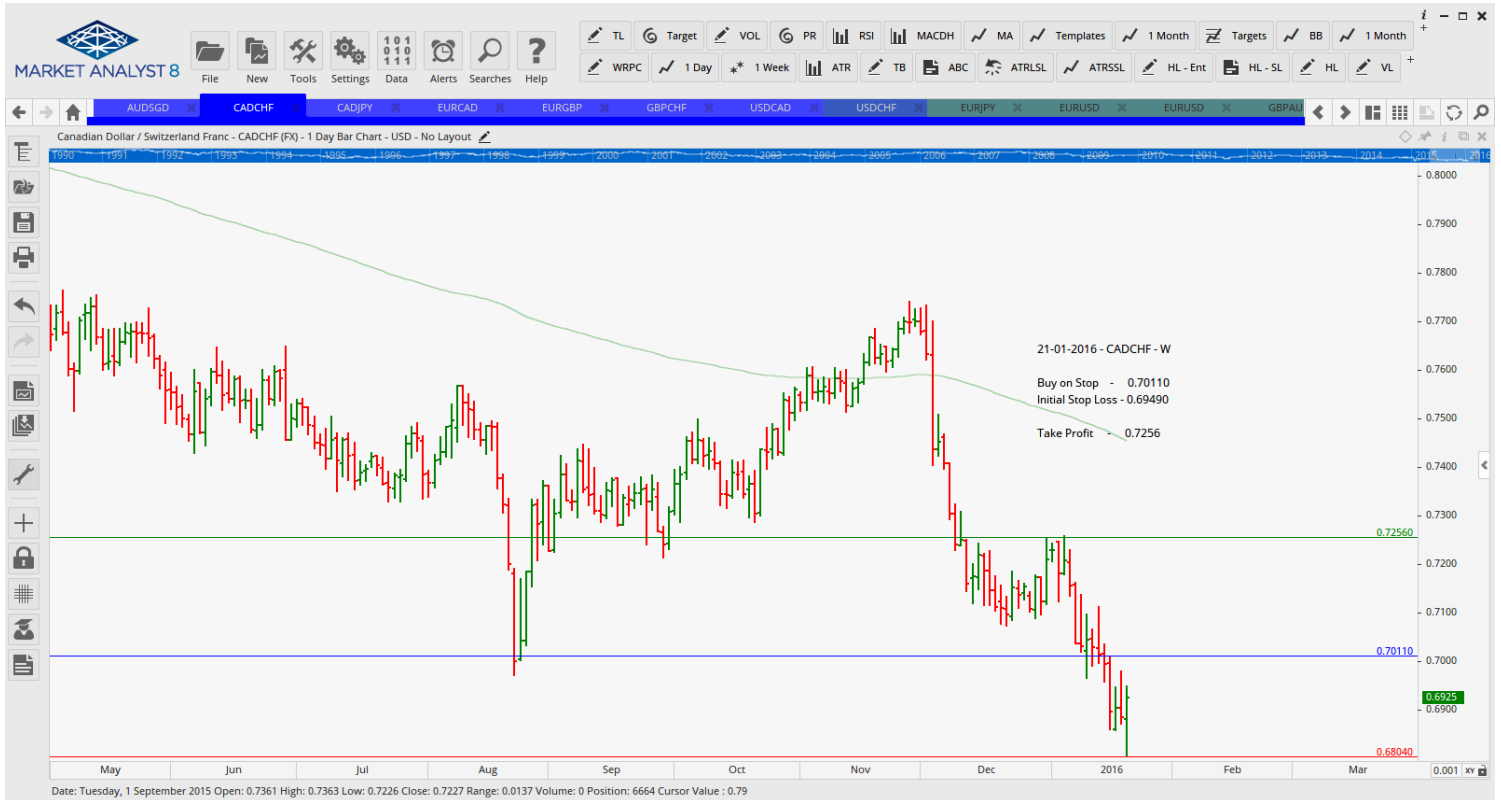 i
TL Target VOL PR RSI MACDH MA Templates 1 Month Targets BB 1 Month +
MARKET ANALYST 8
File New Tools Settings Data Alerts Searches Help
101
010
111
?
WRPC 1 Day 1 Week ATR TB ABC ATRLSL ATRSSL HL - Ent HL - SL HL VL +
AUDSGD CADCHF CADJPY EURCAD EURGBP GBPCHF USDCAD USDCHF EURJPY EURUSD EURUSD GBPAU
Canadian Dollar / Switzerland Franc - CADCHF (FX) - 1 Day Bar Chart - USD - No Layout
1990 1991 1992 1993 1994 1995 1996 1997 1998 1999 2000 2001 2002 2003 2004 2005 2006 2007 2008 2009 2010 2011 2012 2013 2014 2015 2016
0.8000
0.7900
0.7800
0.7700
21-01-2016 - CADCHF - W
0.7600
Buy on Stop - 0.70110
Initial Stop Loss - 0.69490
0.7500
Take Profit - 0.7256
0.7400
0.7300
0.72560
0.7200
0.7100
0.70110
0.7000
0.6925
0.6900
0.68040
May Jun Jul Aug Sep Oct Nov Dec 2016 Feb Mar 0.001 XY
Date: Tuesday, 1 September 2015 Open: 0.7361 High: 0.7363 Low: 0.7226 Close: 0.7227 Range: 0.0137 Volume: 0 Position: 6664 Cursor Value : 0.79